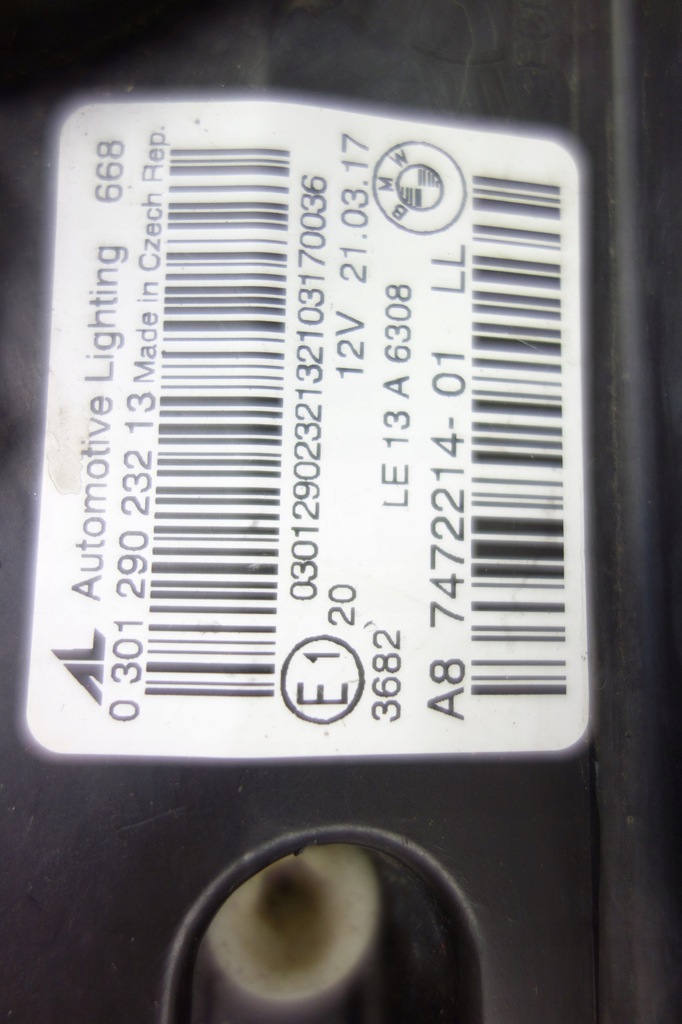 AL Automotive Lighting 668
0 301 290 232 13 Made in Czech Rep.
0301290232132103170036
E1 20 12V 21.03.17
3682 LE 13 A 6308
BMW
A8 7472214-01 LL